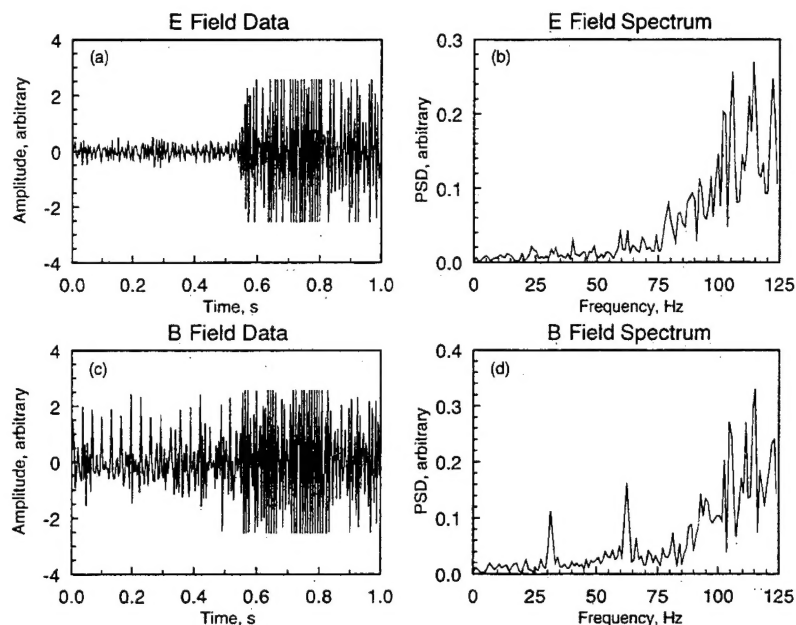 E Field Data
(a)
Amplitude, arbitrary
4
2
0
-2
-4
0.0 0.2 0.4 0.6 0.8 1.0
Time, s
E Field Spectrum
(b)
PSD, arbitrary
0.3
0.2
0.1
0.0
0 25 50 75 100 125
Frequency, Hz
B Field Data
(c)
Amplitude, arbitrary
4
2
0
-2
-4
0.0 0.2 0.4 0.6 0.8 1.0
Time, s
B Field Spectrum
(d)
PSD, arbitrary
0.4
0.3
0.2
0.1
0.0
0 25 50 75 100 125
Frequency, Hz